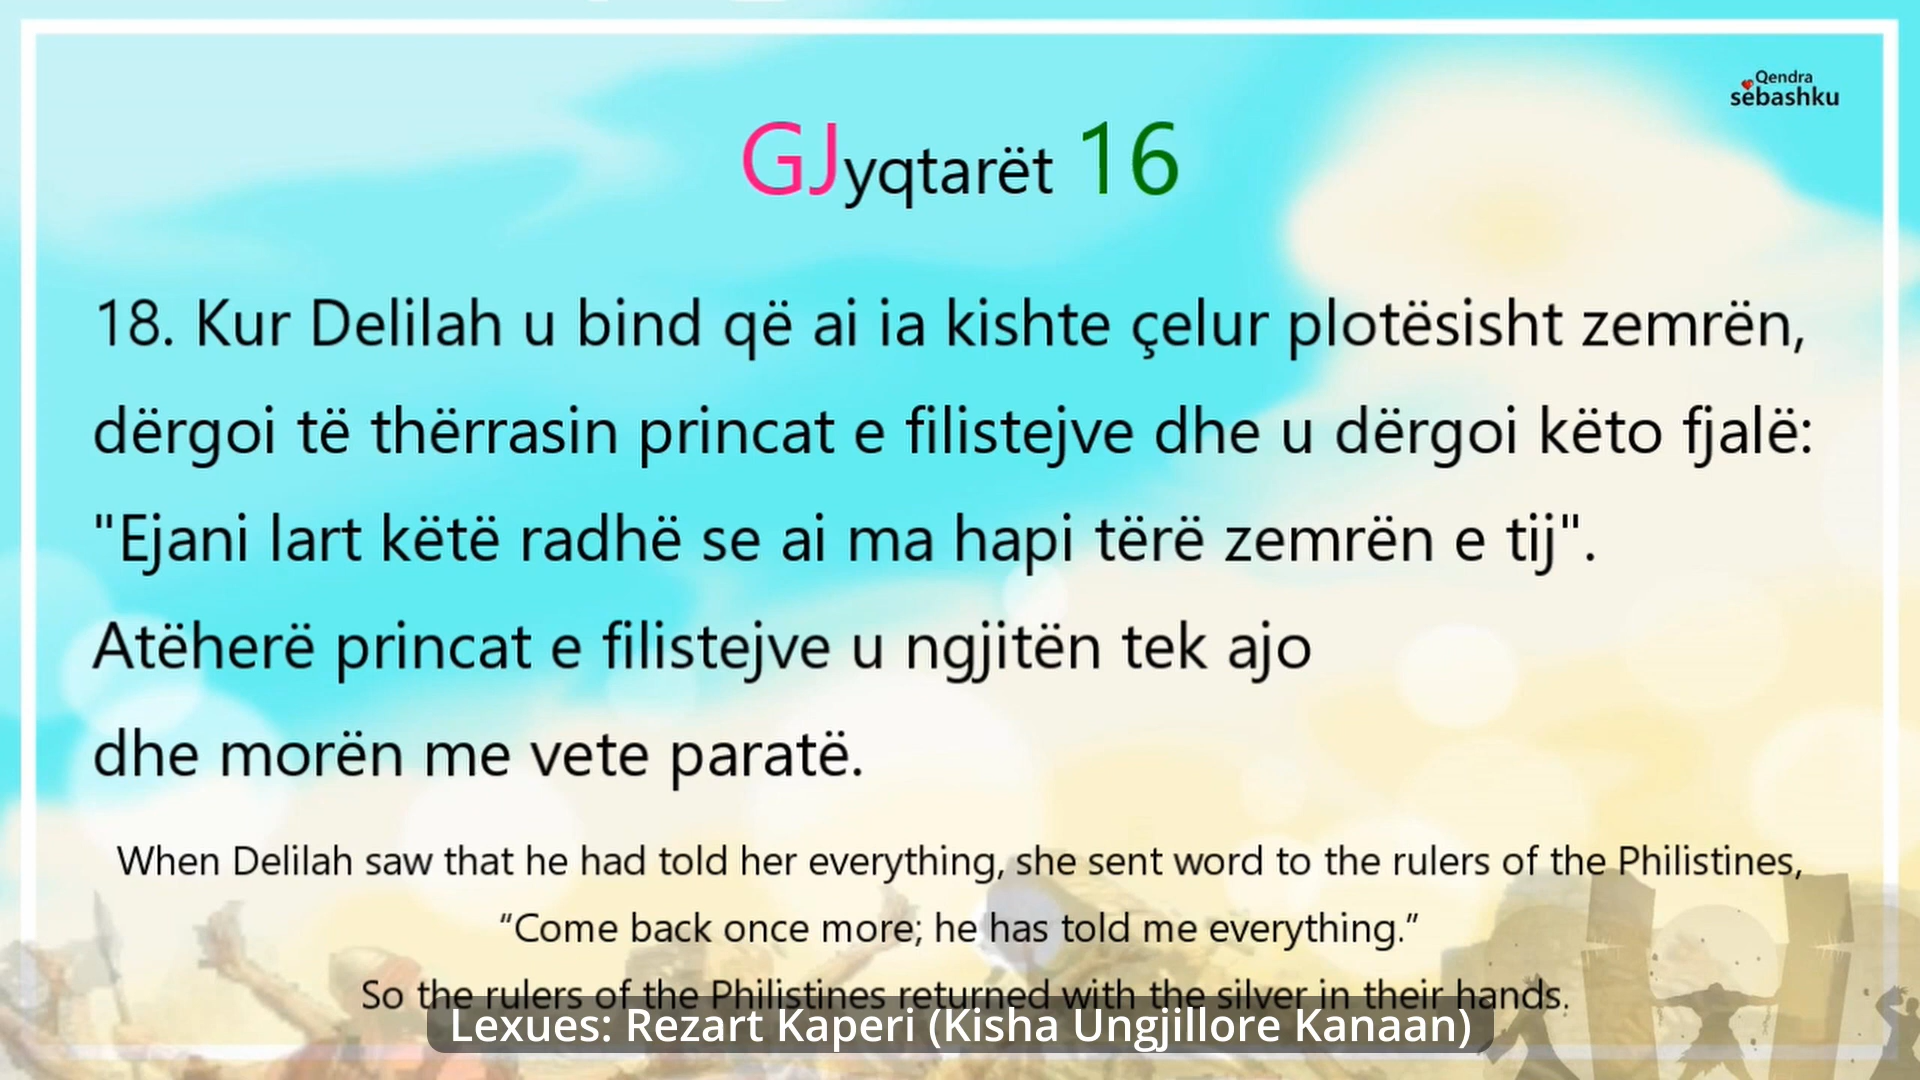 Qendra
sëbashku
GJyqtarët 16
18. Kur Delilah u bind që ai ia kishte çelur plotësisht zemrën,
dërgoi të thërrasin princat e filistejve dhe u dërgoi këto fjalë:
"Ejani lart këtë radhë se ai ma hapi tërë zemrën e tij".
Atëherë princat e filistejve u ngjitën tek ajo
dhe morën me vete paratë.
When Delilah saw that he had told her everything, she sent word to the rulers of the Philistines,
“Come back once more; he has told me everything.”
So the rulers of the Philistines returned with the silver in their hands.
Lexues: Rezart Kaperi (Kisha Ungjillore Kanaan)